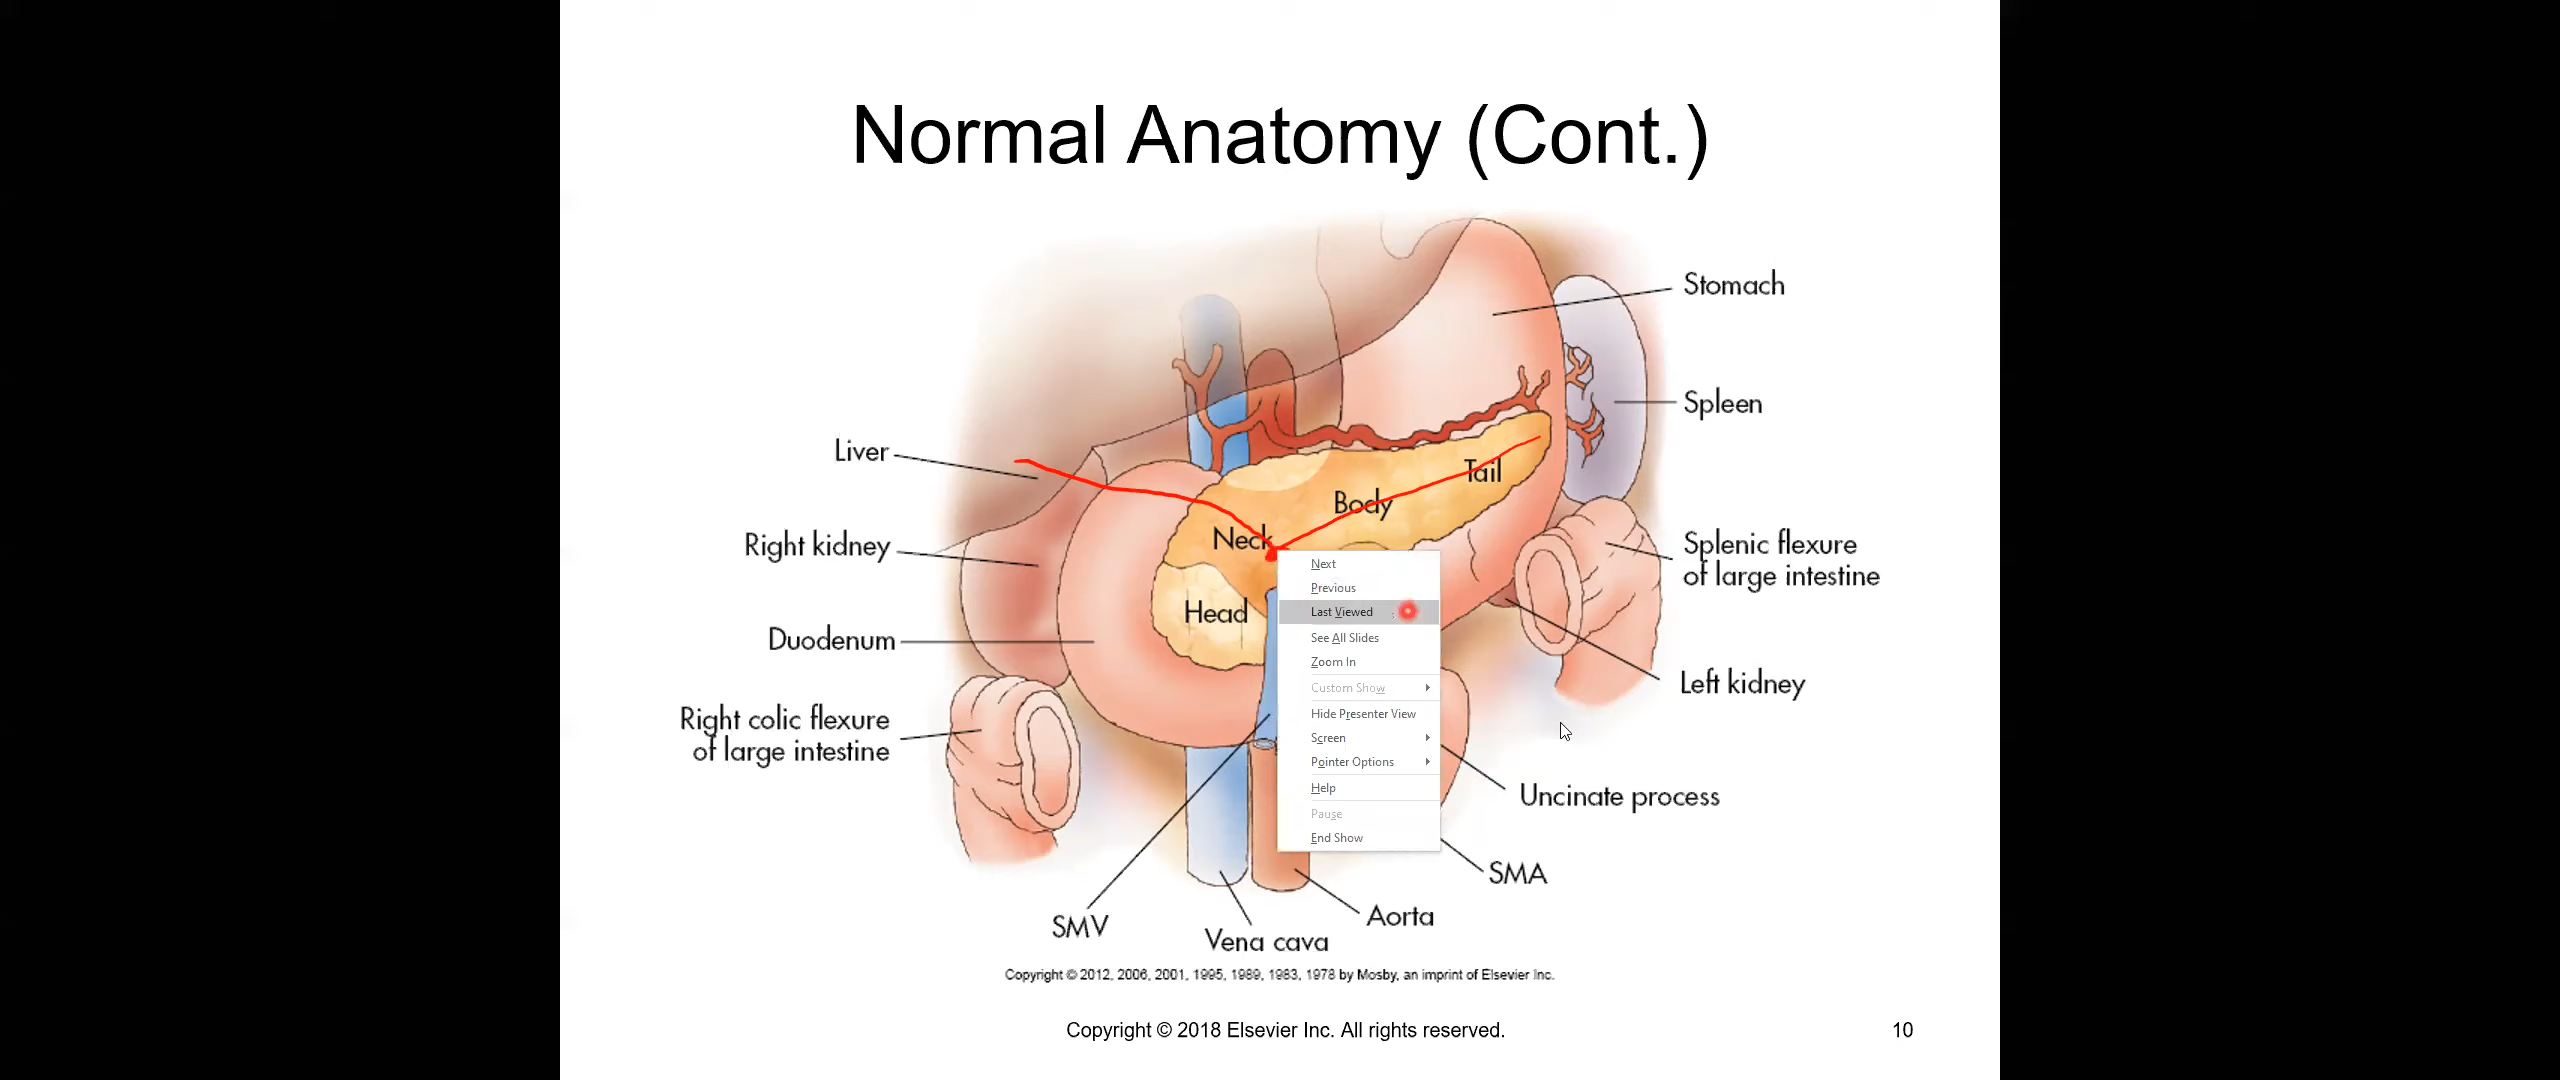 Normal Anatomy (Cont.)
Stomach
Spleen
Liver
Tail
Body
Neck
Right kidney
Splenic flexure
of large intestine
Head
Duodenum
Left kidney
Right colic flexure
of large intestine
Next
Previous
Last Viewed
See All Slides
Zoom In
Custom Show
Hide Presenter View
Screen
Pointer Options
Help
Pause
End Show
Uncinate process
SMA
Aorta
SMV
Vena cava
Copyright © 2012, 2006, 2001, 1995, 1989, 1983, 1978 by Mosby, an imprint of Elsevier Inc.
Copyright © 2018 Elsevier Inc. All rights reserved.
10